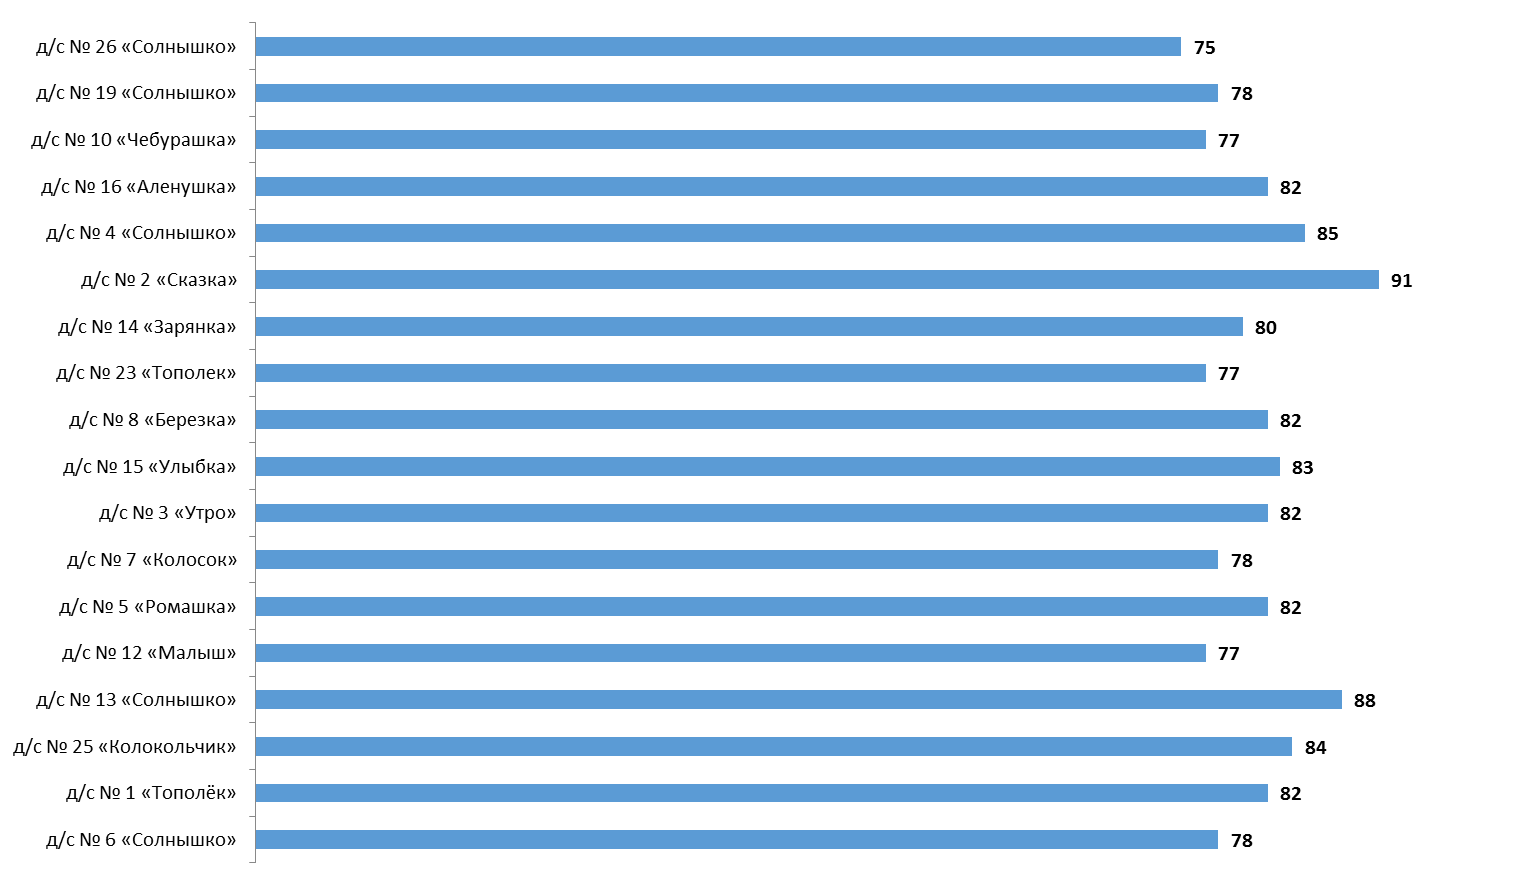 д/с № 26 «Солнышко» 75
д/с № 19 «Солнышко» 78
д/с № 10 «Чебурашка» 77
д/с № 16 «Аленушка» 82
д/с № 4 «Солнышко» 85
д/с № 2 «Сказка» 91
д/с № 14 «Зарянка» 80
д/с № 23 «Тополек» 77
д/с № 8 «Березка» 82
д/с № 15 «Улыбка» 83
д/с № 3 «Утро» 82
д/с № 7 «Колосок» 78
д/с № 5 «Ромашка» 82
д/с № 12 «Малыш» 77
д/с № 13 «Солнышко» 88
д/с № 25 «Колокольчик» 84
д/с № 1 «Тополёк» 82
д/с № 6 «Солнышко» 78